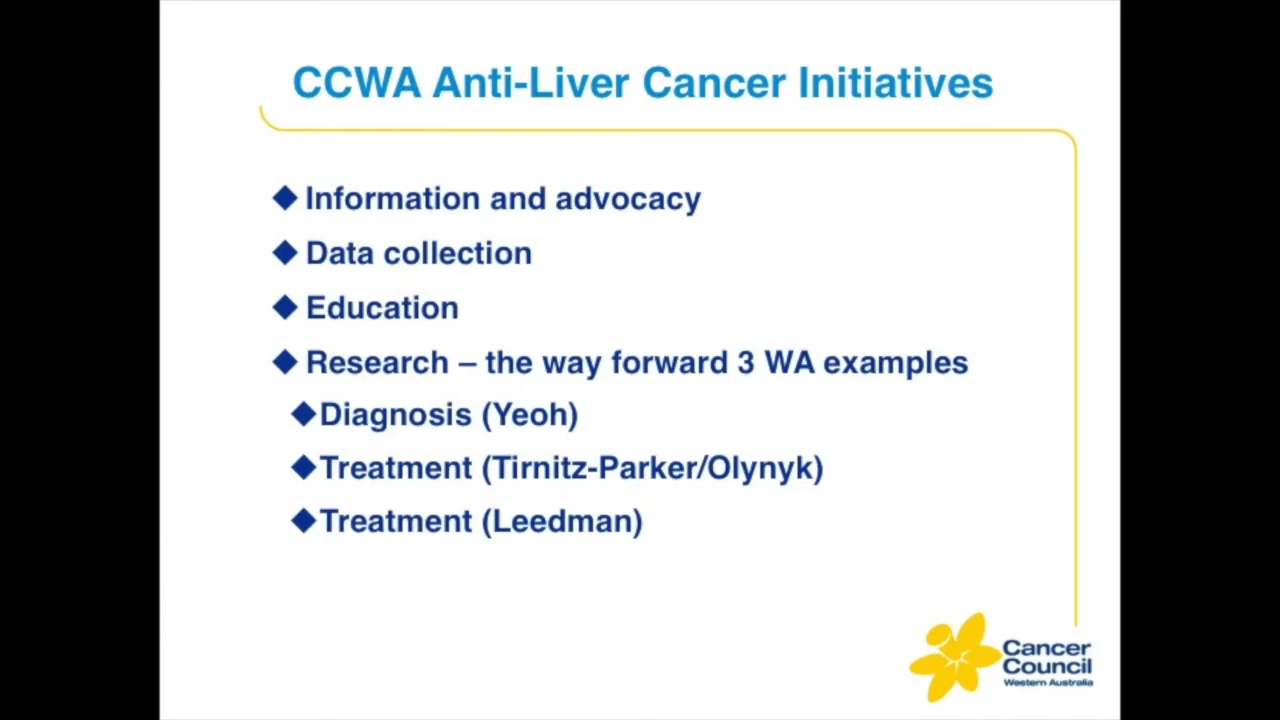 CCWA Anti-Liver Cancer Initiatives
Information and advocacy
Data collection
Education
Research – the way forward 3 WA examples
Diagnosis (Yeoh)
Treatment (Tirnitz-Parker/Olynyk)
Treatment (Leedman)
Cancer
Council
Western Australia